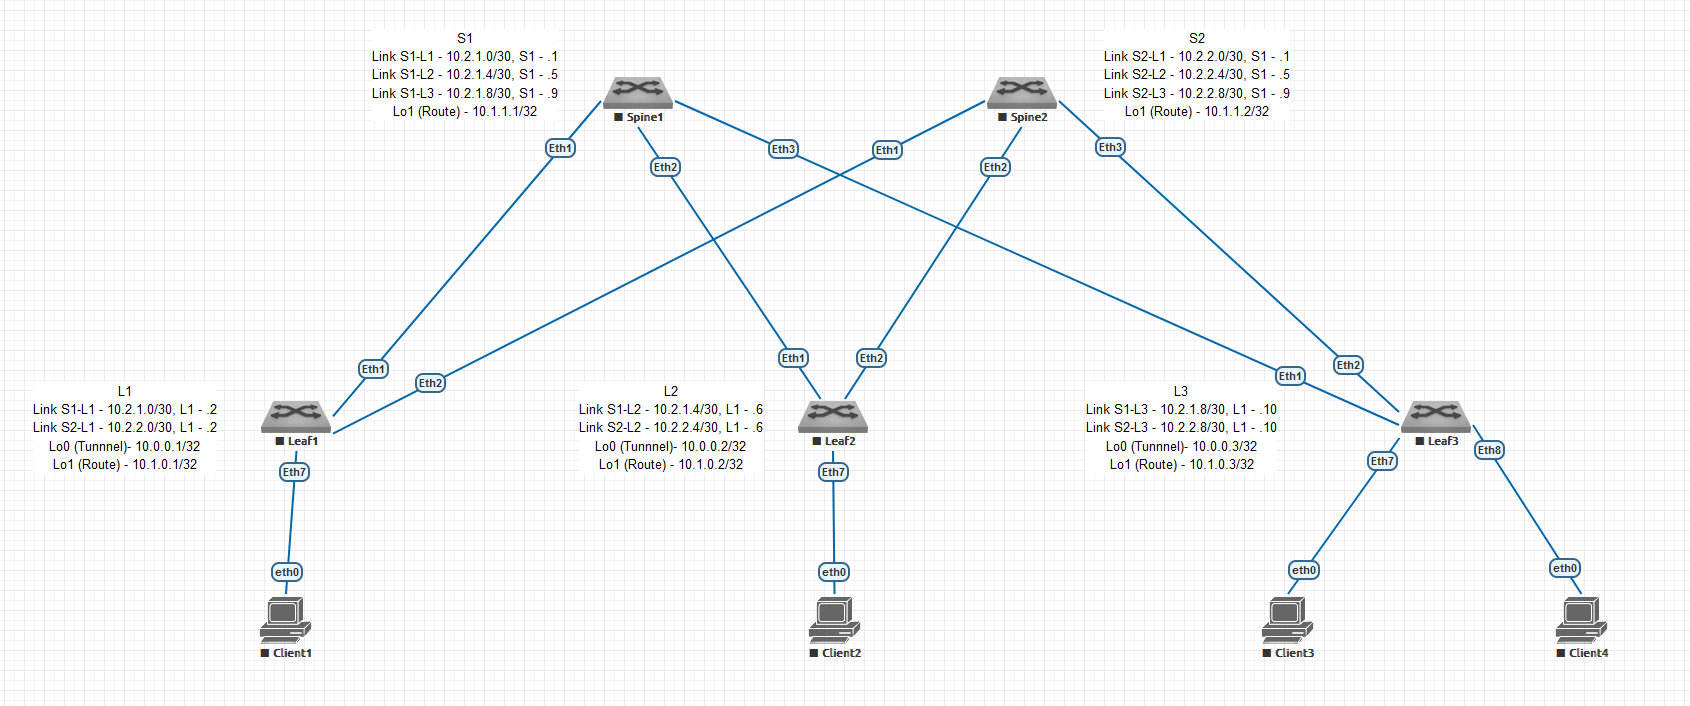 S1
Link S1-L1 - 10.2.1.0/30, S1 - .1
Link S1-L2 - 10.2.1.4/30, S1 - .5
Link S1-L3 - 10.2.1.8/30, S1 - .9
Lo1 (Route) - 10.1.1.1/32
S2
Link S2-L1 - 10.2.2.0/30, S1 - .1
Link S2-L2 - 10.2.2.4/30, S1 - .5
Link S2-L3 - 10.2.2.8/30, S1 - .9
Lo1 (Route) - 10.1.1.2/32
Spine1
Spine2
Eth1
Eth2
Eth3
Eth1
Eth2
Eth3
Eth1
Eth2
Eth1
Eth2
Eth1
Eth2
L1
Link S1-L1 - 10.2.1.0/30, L1 - .2
Link S2-L1 - 10.2.2.0/30, L1 - .2
Lo0 (Tunnnel)- 10.0.0.1/32
Lo1 (Route) - 10.1.0.1/32
Leaf1
L2
Link S1-L2 - 10.2.1.4/30, L1 - .6
Link S2-L2 - 10.2.2.4/30, L1 - .6
Lo0 (Tunnnel)- 10.0.0.2/32
Lo1 (Route) - 10.1.0.2/32
Leaf2
L3
Link S1-L3 - 10.2.1.8/30, L1 - .10
Link S2-L3 - 10.2.2.8/30, L1 - .10
Lo0 (Tunnnel)- 10.0.0.3/32
Lo1 (Route) - 10.1.0.3/32
Leaf3
Eth7
Eth7
Eth7
Eth8
eth0
eth0
eth0
eth0
Client1
Client2
Client3
Client4